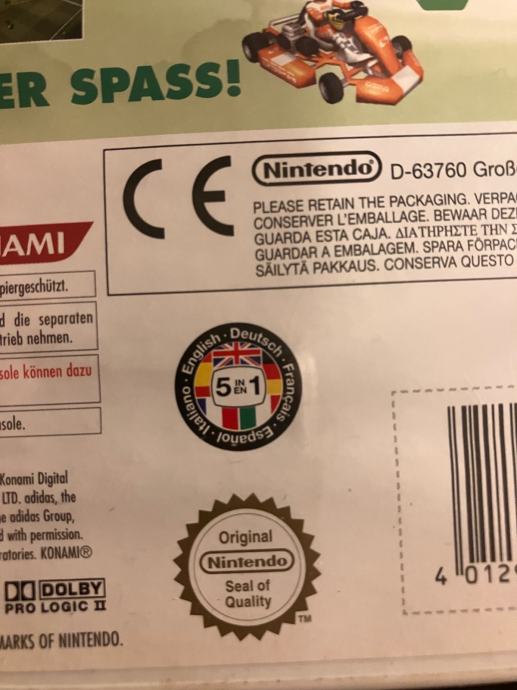 ER SPASS!
CE
Nintendo® D-63760 Groß
PLEASE RETAIN THE PACKAGING. VERPA
CONSERVER L'EMBALLAGE. BEWAAR DEZ
GUARDA ESTA CAJA. ΔΙΑΤΗΡΗΣΤΕ ΤΗΝ Σ
GUARDAR A EMBALAGEM. SPARA FÖRPAC
SÄILYTÄ PAKKAUS. CONSERVA QUESTO
NAMI
piergeschützt.
d die separaten
trieb nehmen.
sole können dazu
sole.
English · Deutsch · Français · Español · Italiano ·
5 IN EN 1
Konami Digital
LTD. adidas, the
e adidas Group,
d with permission.
ratories. KONAMI®
DOLBY
PRO LOGIC II
MARKS OF NINTENDO.
Original
Nintendo
Seal of
Quality
TM
4 012